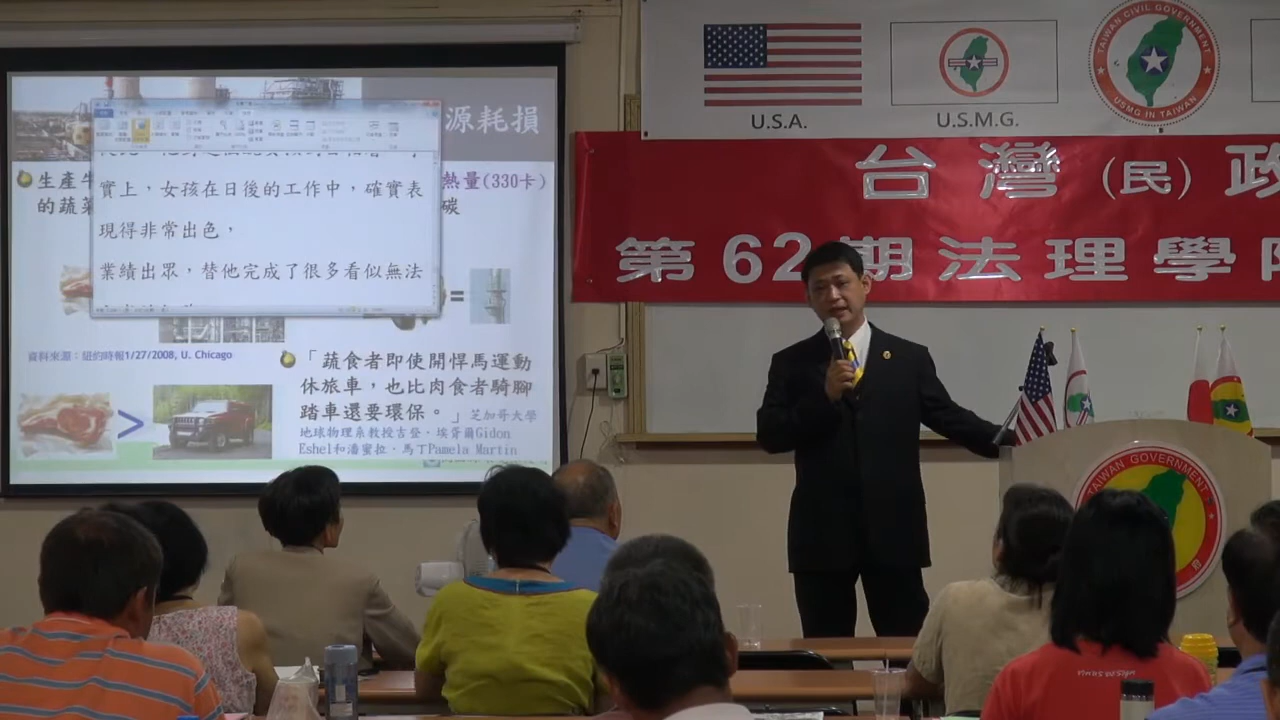 源耗損
生產牛
熱量(330卡)
的蔬菜
碳
實上，女孩在日後的工作中，確實表
現得非常出色，
業績出眾，替他完成了很多看似無法
=
資料來源：紐約時報1/27/2008, U. Chicago
>
「蔬食者即使開悍馬運動
休旅車，也比肉食者騎腳
踏車還要環保。」芝加哥大學
地球物理系教授吉登．埃胥爾Gidon
Eshel和潘蜜拉．馬丁Pamela Martin
U.S.A.
U.S.M.G.
TAIWAN CIVIL GOVERNMENT
USMG IN TAIWAN
台灣(民)政
第62期法理學院
TAIWAN GOVERNMENT